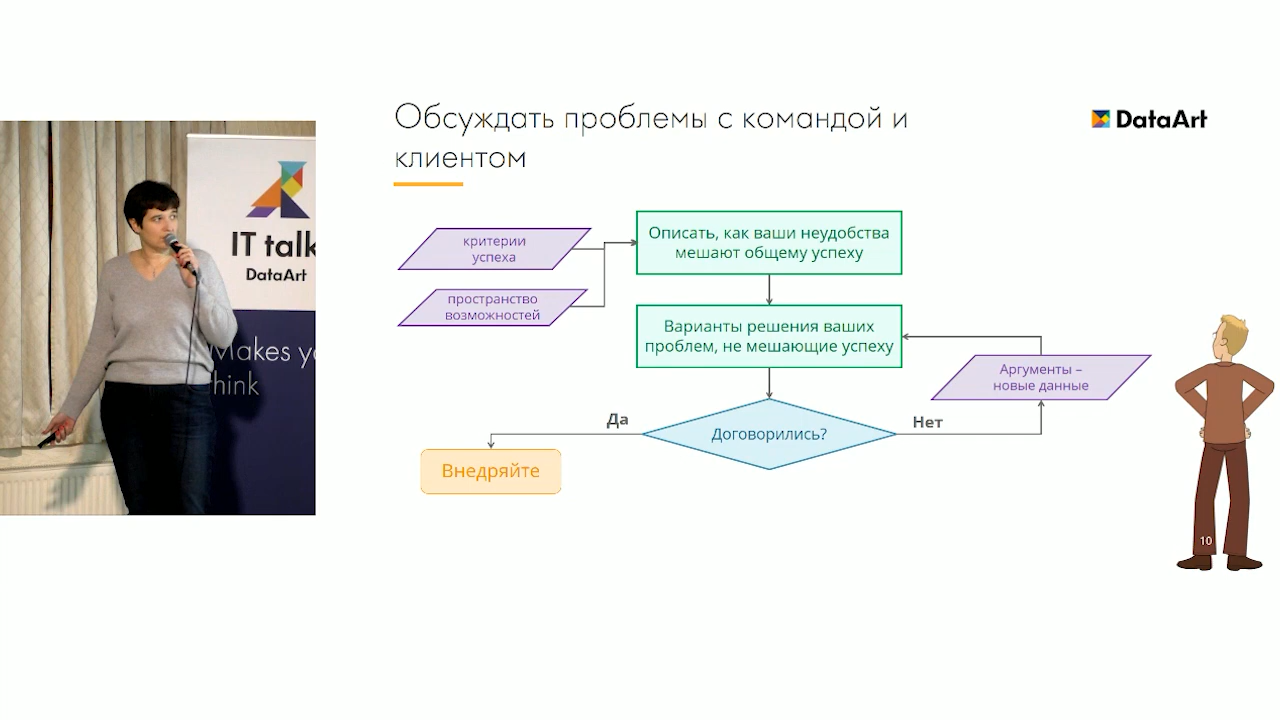 Обсуждать проблемы с командой и
клиентом
DataArt
IT talk
DataArt
Makes
hink
критерии
успеха
пространство
возможностей
Описать, как ваши неудобства
мешают общему успеху
Варианты решения ваших
проблем, не мешающие успеху
Аргументы –
новые данные
Договорились?
Да
Нет
Внедряйте
10